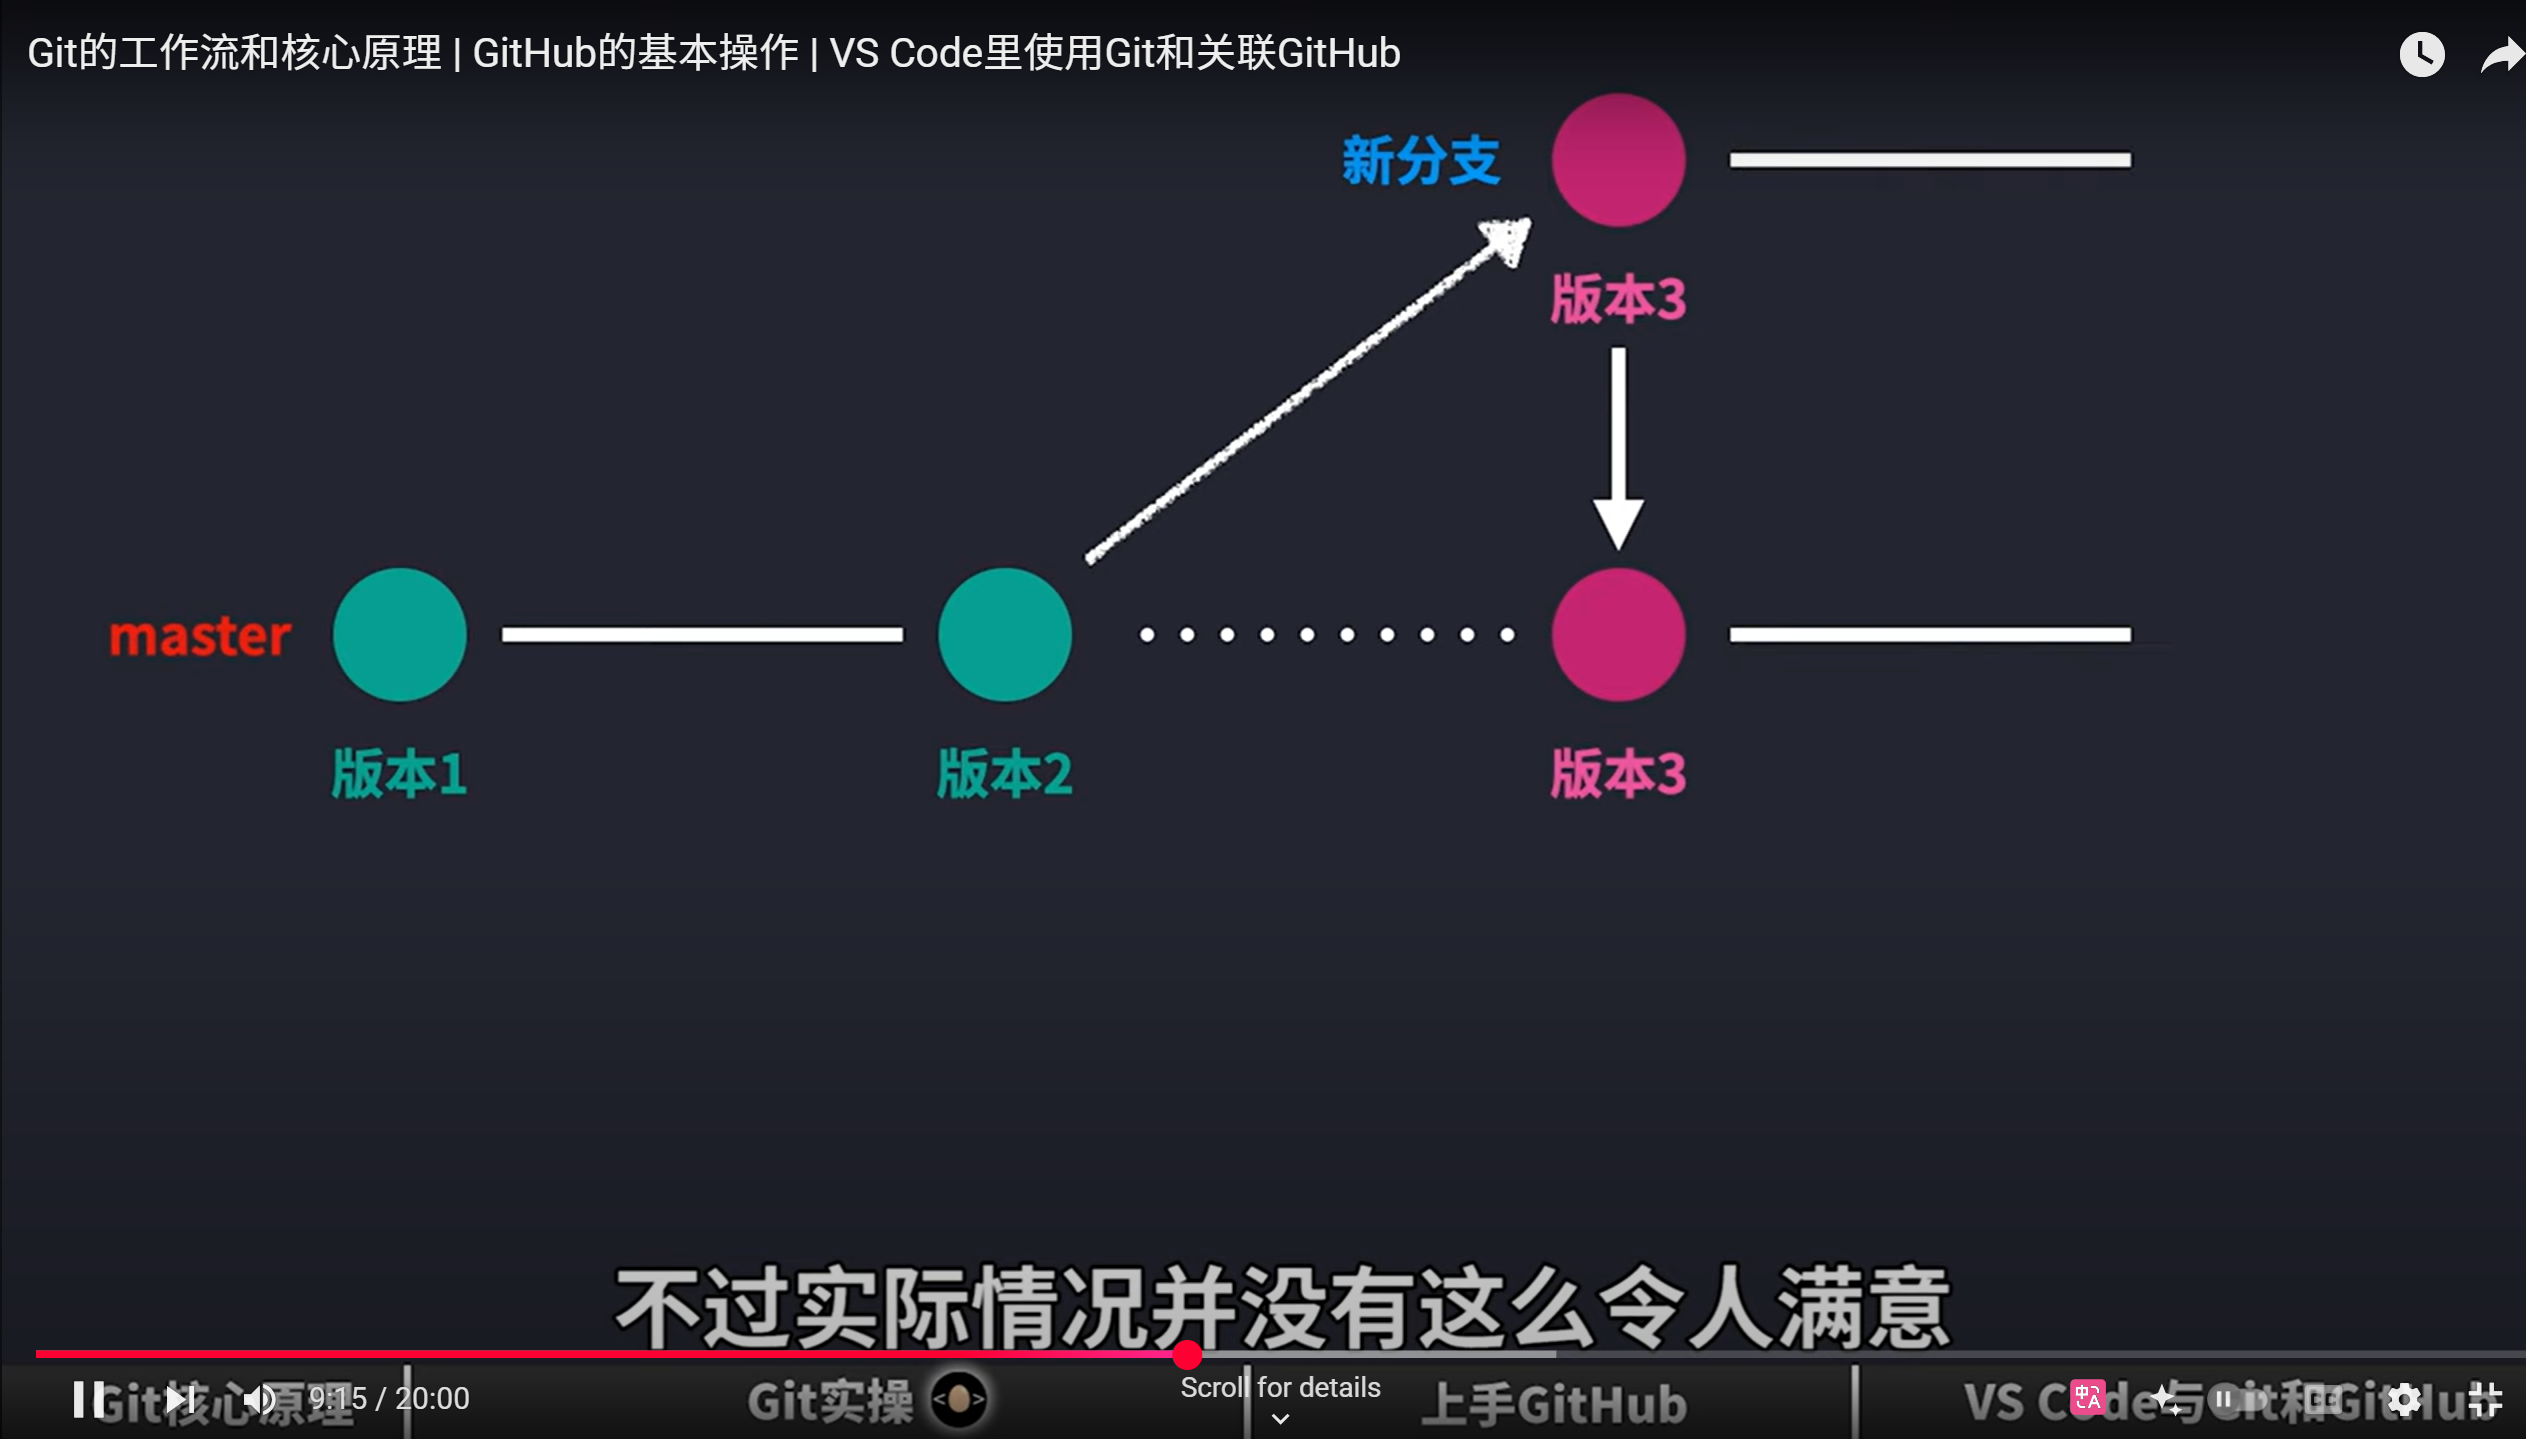 Git的工作流和核心原理 | GitHub的基本操作 | VS Code里使用Git和关联GitHub
新分支
版本3
master
版本1
版本2
版本3
不过实际情况并没有这么令人满意
Git核心原理
9:15 / 20:00
Git实操
Scroll for details
上手GitHub
VS Code与Git和GitHub